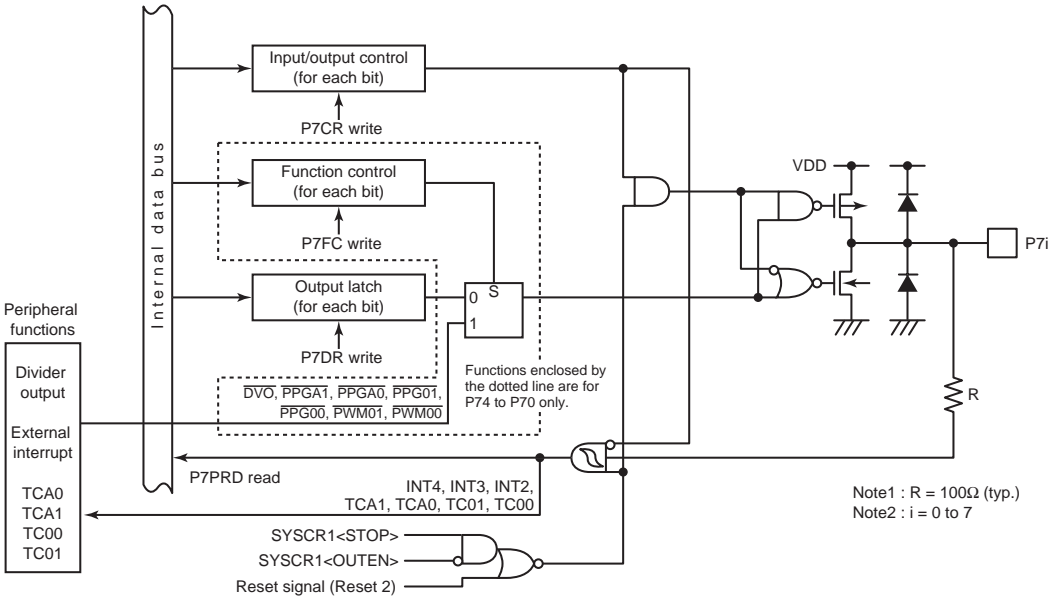 Input/output control
(for each bit)
P7CR write
Internal data bus
Function control
(for each bit)
P7FC write
VDD
P7i
Output latch
(for each bit)
P7DR write
0
S
1
Peripheral
functions
Divider
output
External
interrupt
TCA0
TCA1
TC00
TC01
Functions enclosed by
the dotted line are for
P74 to P70 only.
DVO, PPGA1, PPGA0, PPG01,
PPG00, PWM01, PWM00
R
P7PRD read
INT4, INT3, INT2,
TCA1, TCA0, TC01, TC00
Note1 : R = 100Ω (typ.)
Note2 : i = 0 to 7
SYSCR1<STOP>
SYSCR1<OUTEN>
Reset signal (Reset 2)